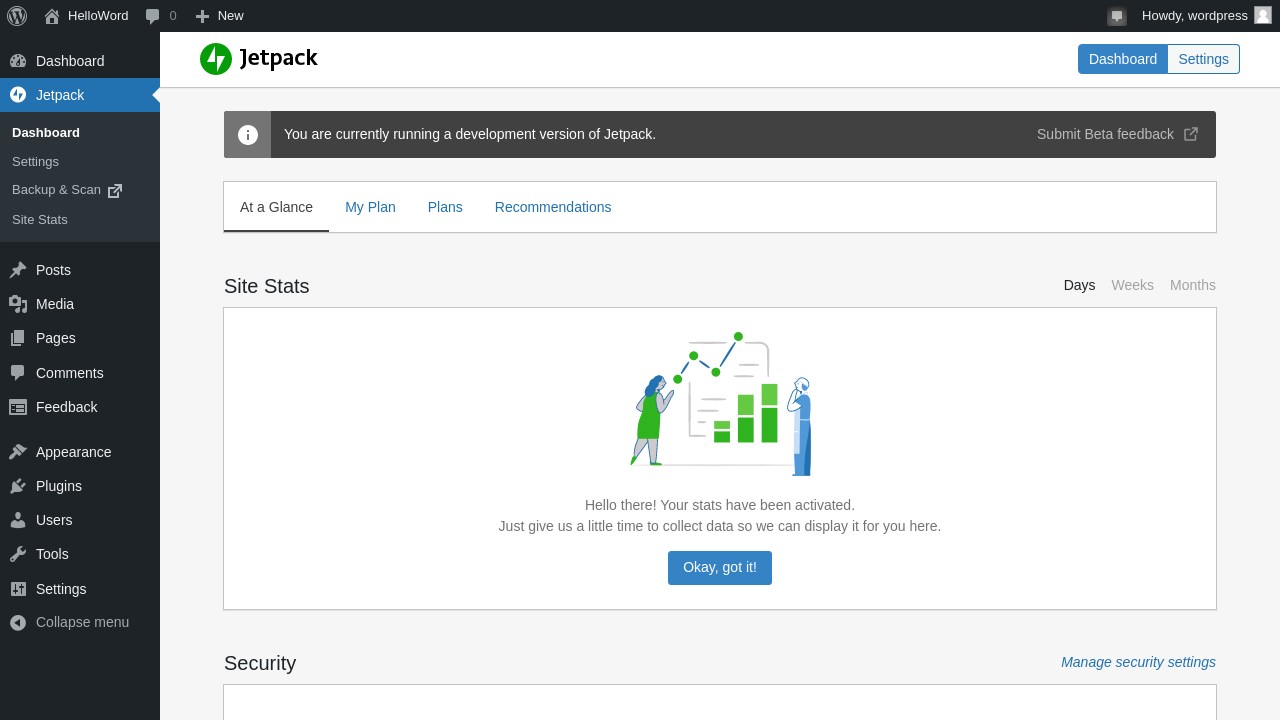 HelloWord
0
New
Howdy, wordpress
Dashboard
Jetpack
Dashboard
Settings
Backup & Scan
Site Stats
Posts
Media
Pages
Comments
Feedback
Appearance
Plugins
Users
Tools
Settings
Collapse menu
Jetpack
Dashboard
Settings
You are currently running a development version of Jetpack.
Submit Beta feedback
At a Glance
My Plan
Plans
Recommendations
Site Stats
Days
Weeks
Months
Hello there! Your stats have been activated.
Just give us a little time to collect data so we can display it for you here.
Okay, got it!
Security
Manage security settings